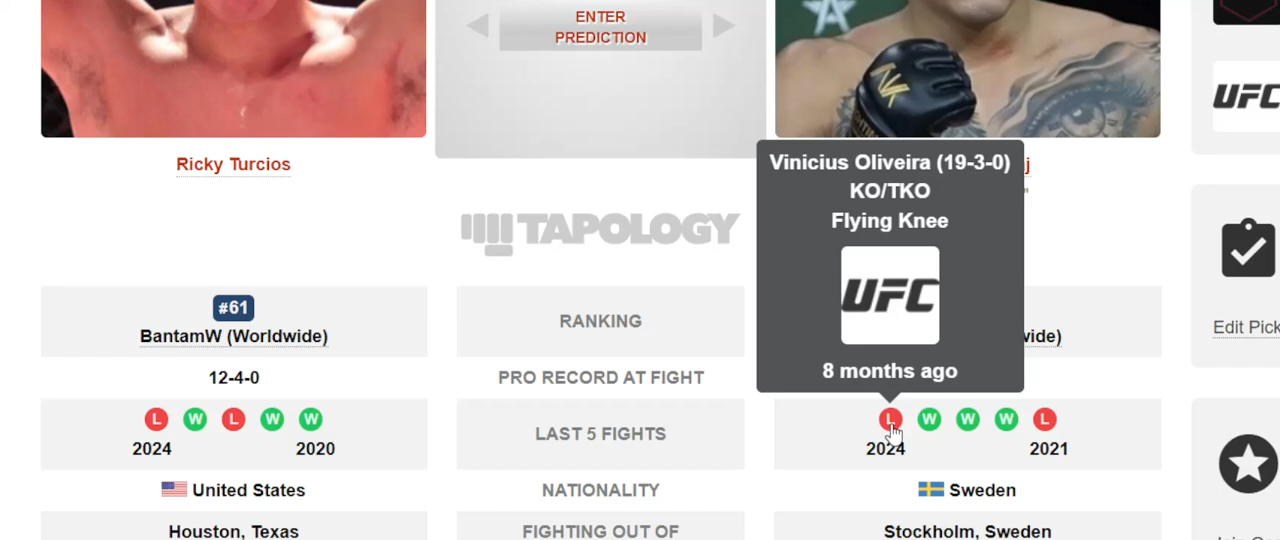 ENTER
PREDICTION
UFC
Ricky Turcios
Vinicius Oliveira (19-3-0)
KO/TKO
Flying Knee
UFC
8 months ago
j
"
TAPOLOGY
#61
BantamW (Worldwide)
RANKING
wide)
12-4-0
PRO RECORD AT FIGHT
L W L W W
2024 2020
LAST 5 FIGHTS
L W W W L
2024 2021
United States
NATIONALITY
Sweden
Houston, Texas
FIGHTING OUT OF
Stockholm, Sweden
Edit Pick